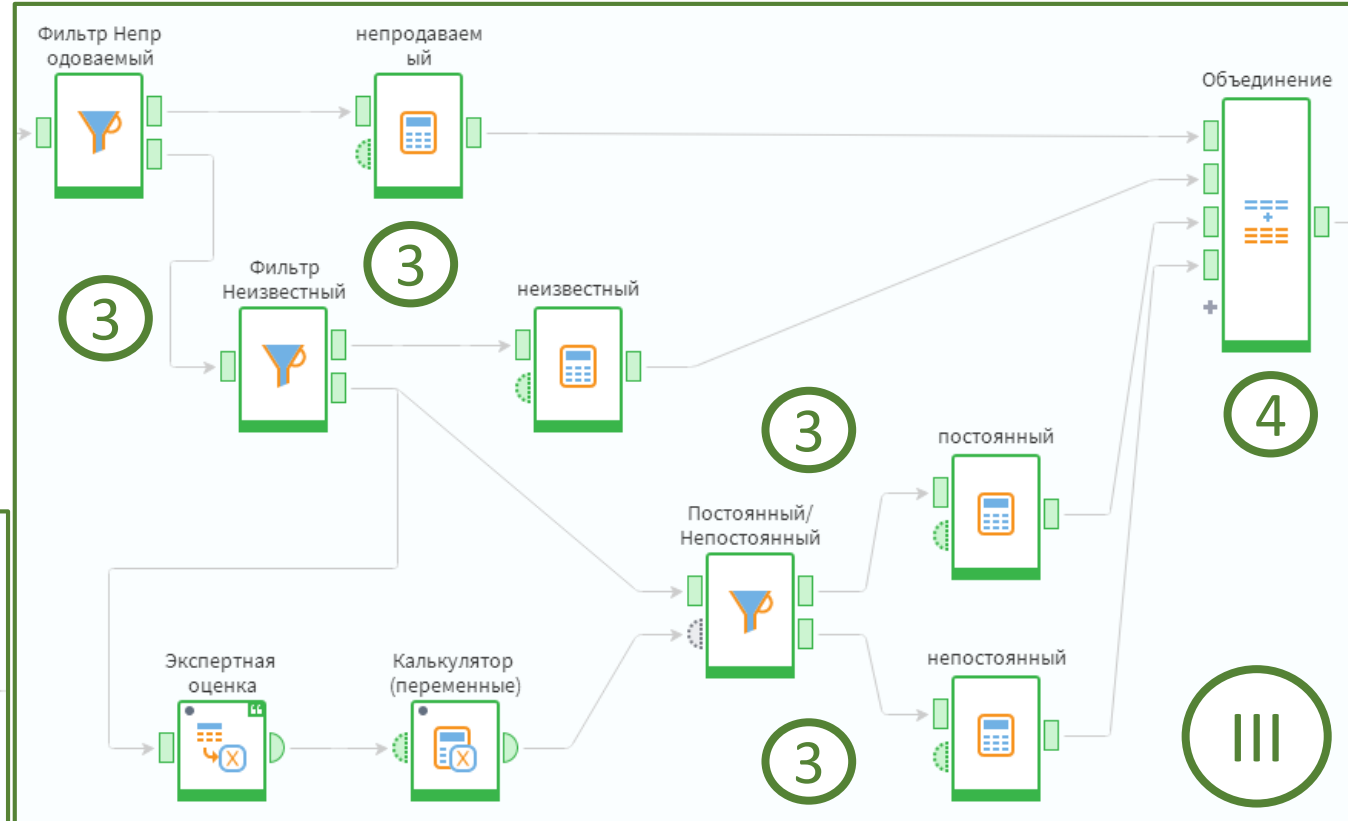 Фильтр Непр
одоваемый
непродаваем
ый
Объединение
3
3
Фильтр
Неизвестный
неизвестный
4
3
постоянный
Постоянный/
Непостоянный
Экспертная
оценка
Калькулятор
(переменные)
непостоянный
3
III